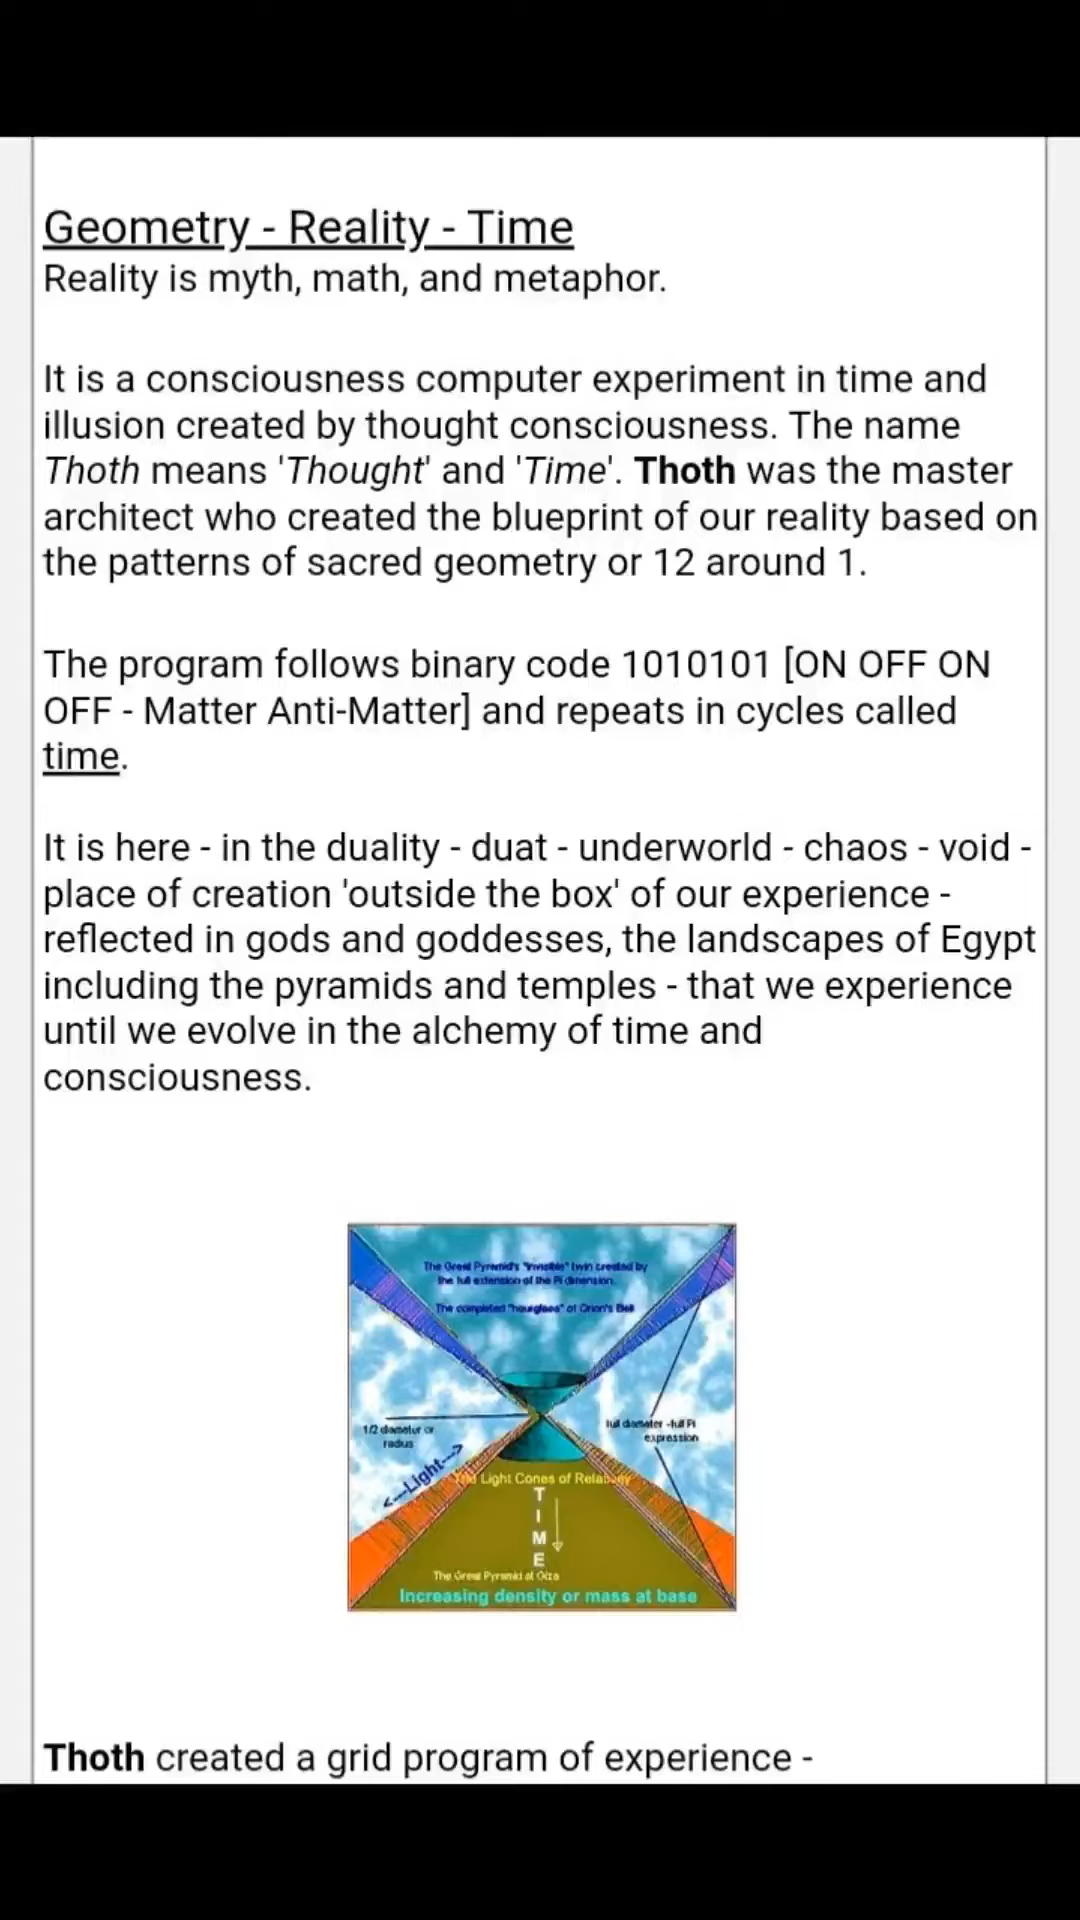 Geometry - Reality - Time
Reality is myth, math, and metaphor.
It is a consciousness computer experiment in time and
illusion created by thought consciousness. The name
Thoth means 'Thought' and 'Time'. Thoth was the master
architect who created the blueprint of our reality based on
the patterns of sacred geometry or 12 around 1.
The program follows binary code 1010101 [ON OFF ON
OFF - Matter Anti-Matter] and repeats in cycles called
time.
It is here - in the duality - duat - underworld - chaos - void -
place of creation 'outside the box' of our experience -
reflected in gods and goddesses, the landscapes of Egypt
including the pyramids and temples - that we experience
until we evolve in the alchemy of time and
consciousness.
The Great Pyramid's "invisible" twin created by
the full extension of the Pi dimension.
The completed "hourglass" of Orion's Belt
1/2 diameter or
radius
full diameter -full Pi
expression
<---Light--->
The Light Cones of Relativity
TIME
The Great Pyramid at Giza
Increasing density or mass at base
Thoth created a grid program of experience -